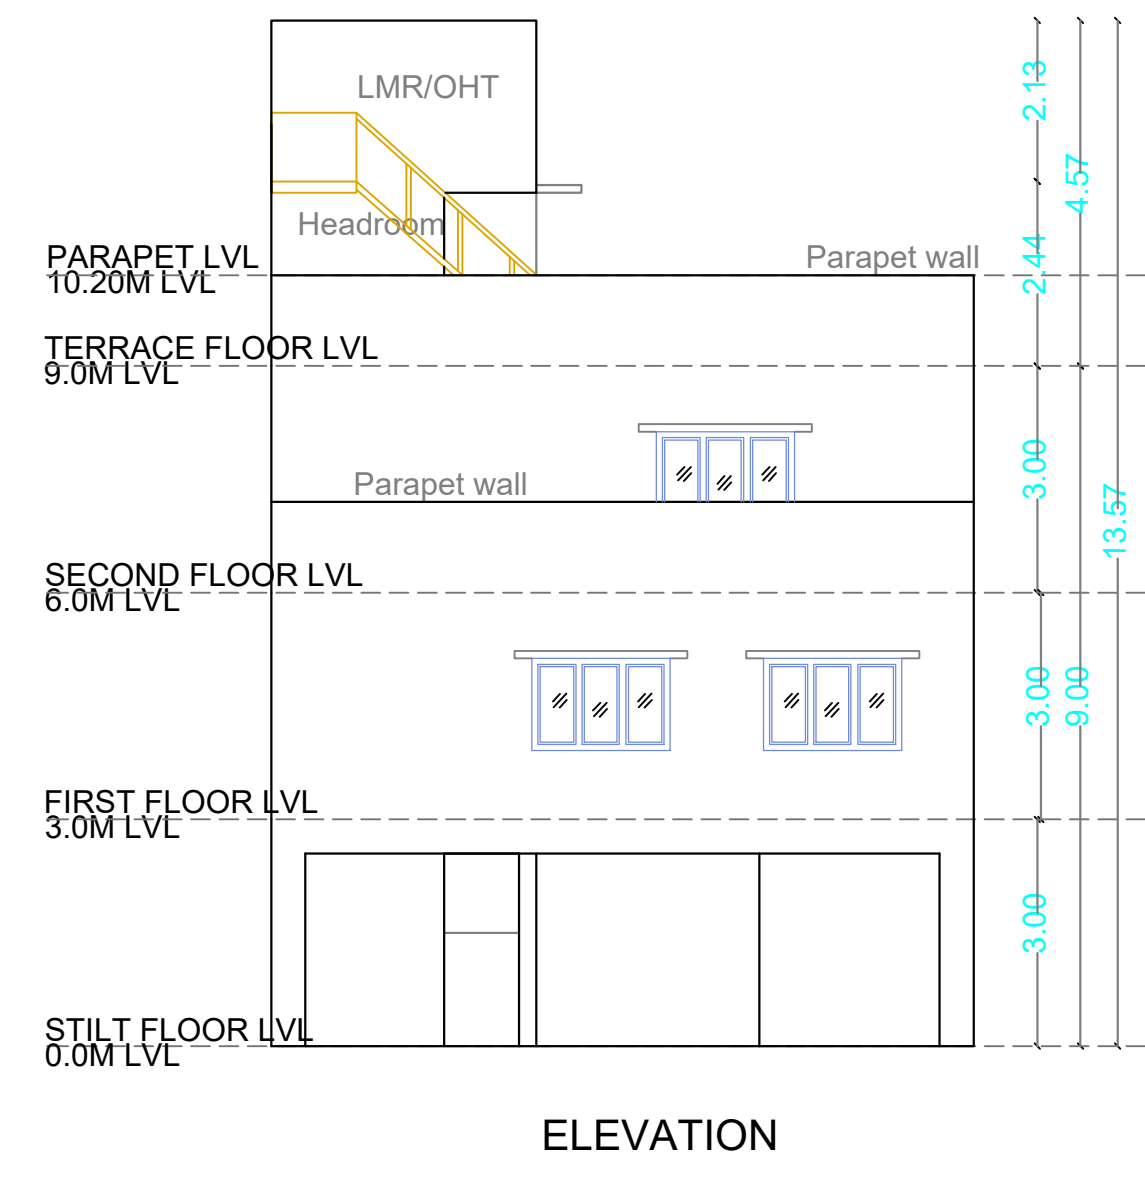 LMR/OHT
2.13
4.57
Headroom
PARAPET LVL
10.20M LVL
Parapet wall
2.44
TERRACE FLOOR LVL
9.0M LVL
Parapet wall
3.00
13.57
SECOND FLOOR LVL
6.0M LVL
3.00
9.00
FIRST FLOOR LVL
3.0M LVL
3.00
STILT FLOOR LVL
0.0M LVL
ELEVATION